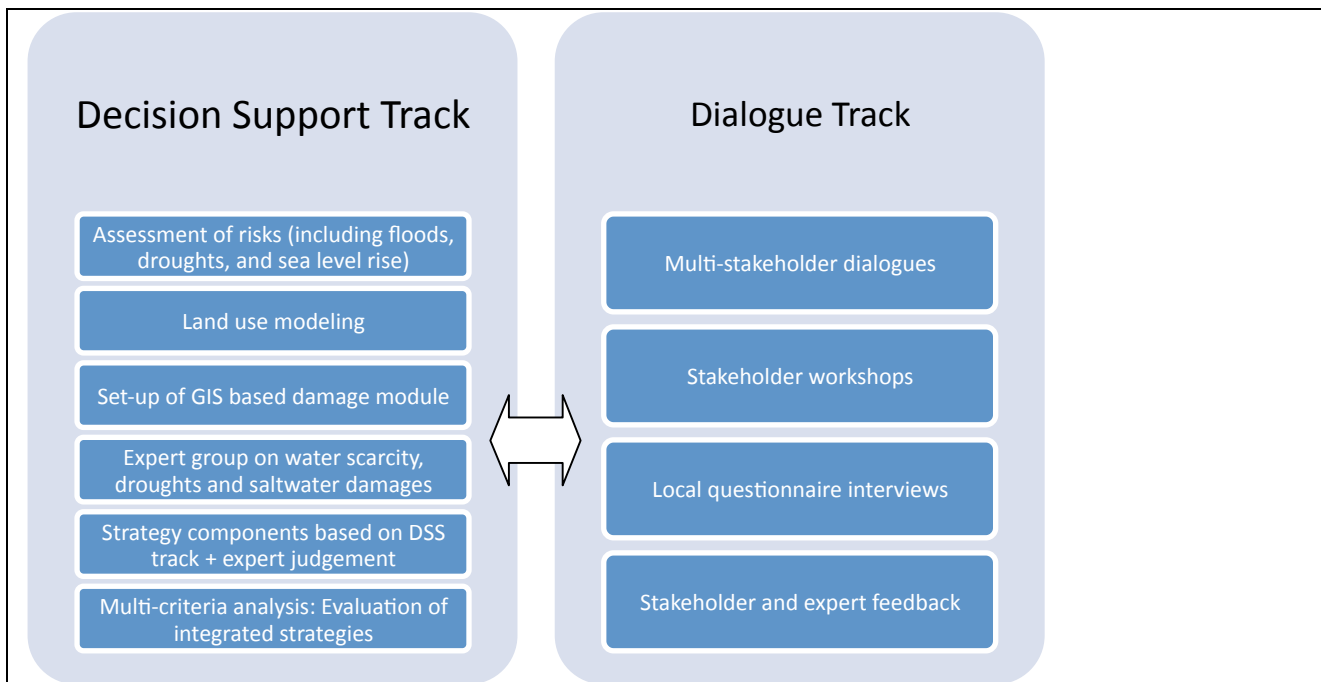 Decision Support Track
Assessment of risks (including floods,
droughts, and sea level rise)
Land use modeling
Set-up of GIS based damage module
Expert group on water scarcity,
droughts and saltwater damages
Strategy components based on DSS
track + expert judgement
Multi-criteria analysis: Evaluation of
integrated strategies
Dialogue Track
Multi-stakeholder dialogues
Stakeholder workshops
Local questionnaire interviews
Stakeholder and expert feedback